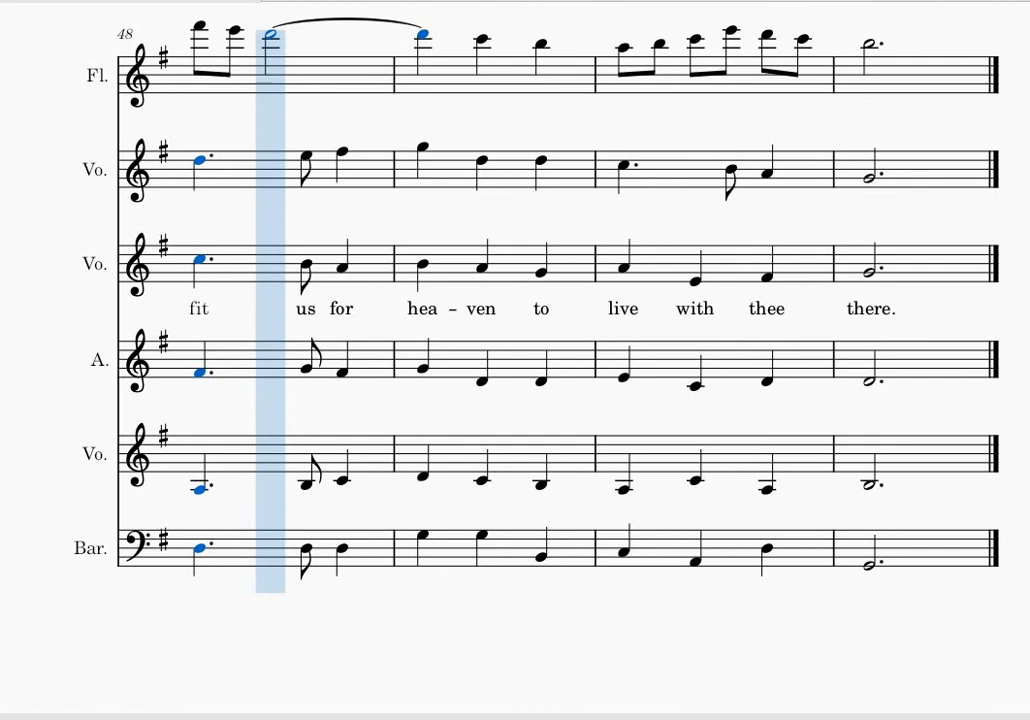 48
Fl.
Vo.
Vo.
fit us for hea - ven to live with thee there.
A.
Vo.
Bar.